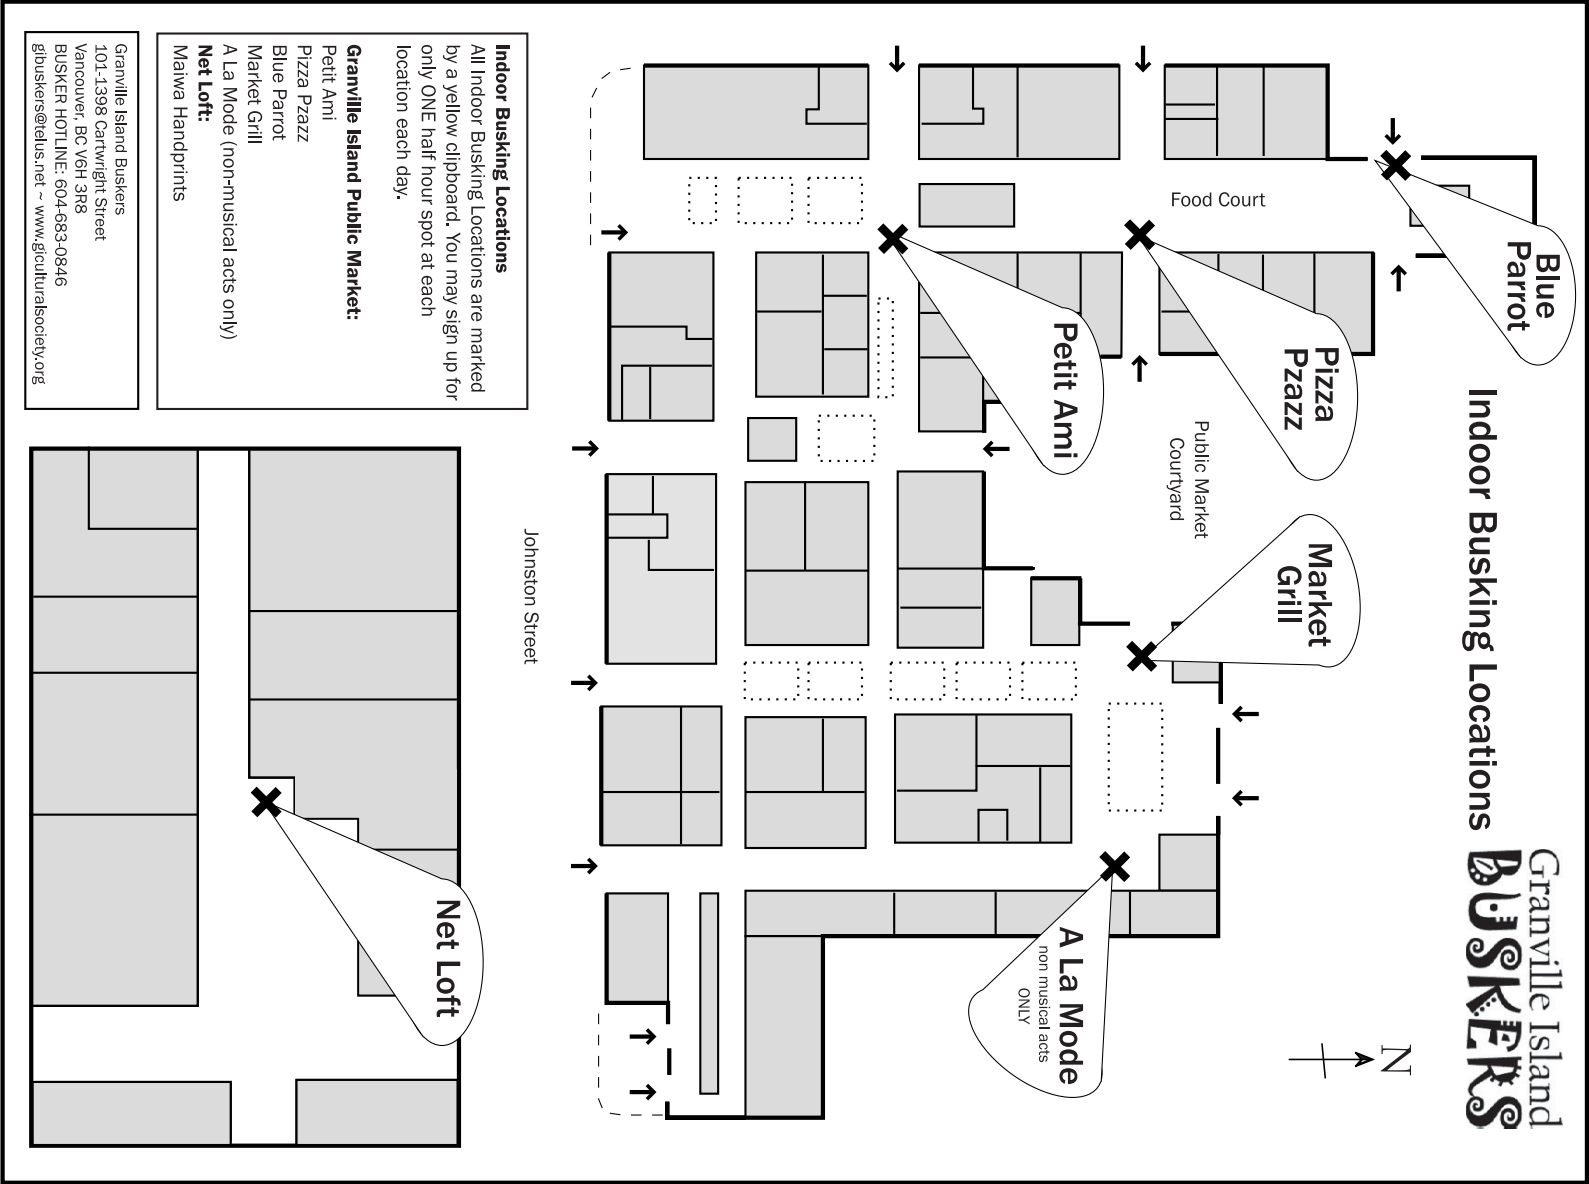 Granville Island
BUSKERS
Indoor Busking Locations
N
Blue
Parrot
Pizza
Pzazz
Market
Grill
Petit Ami
A La Mode
non musical acts
ONLY
Food Court
Public Market
Courtyard
Johnston Street
Net Loft
Indoor Busking Locations
All Indoor Busking Locations are marked
by a yellow clipboard. You may sign up for
only ONE half hour spot at each
location each day.
Granville Island Public Market:
Petit Ami
Pizza Pzazz
Blue Parrot
Market Grill
A La Mode (non-musical acts only)
Net Loft:
Maiwa Handprints
Granville Island Buskers
101-1398 Cartwright Street
Vancouver, BC V6H 3R8
BUSKER HOTLINE: 604-683-0846
gibuskers@telus.net ~ www.giculturalsociety.org